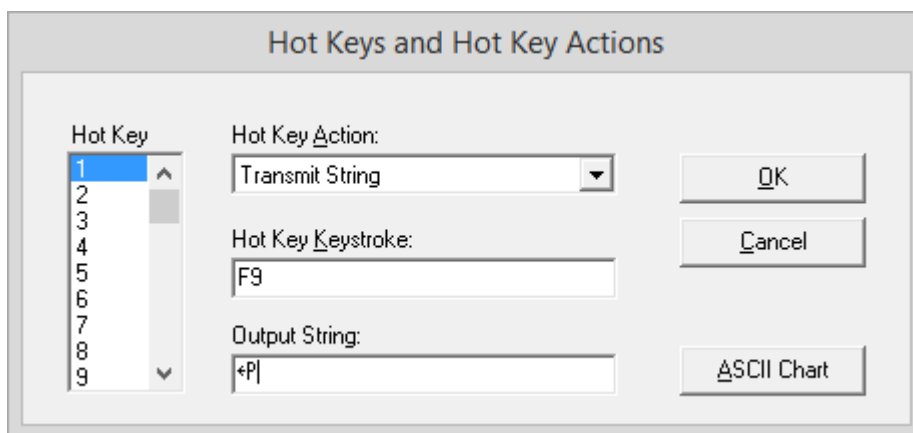 Hot Keys and Hot Key Actions
Hot Key
1
2
3
4
5
6
7
8
9
Hot Key Action:
Transmit String
Hot Key Keystroke:
F9
Output String:
←P
OK
Cancel
ASCII Chart